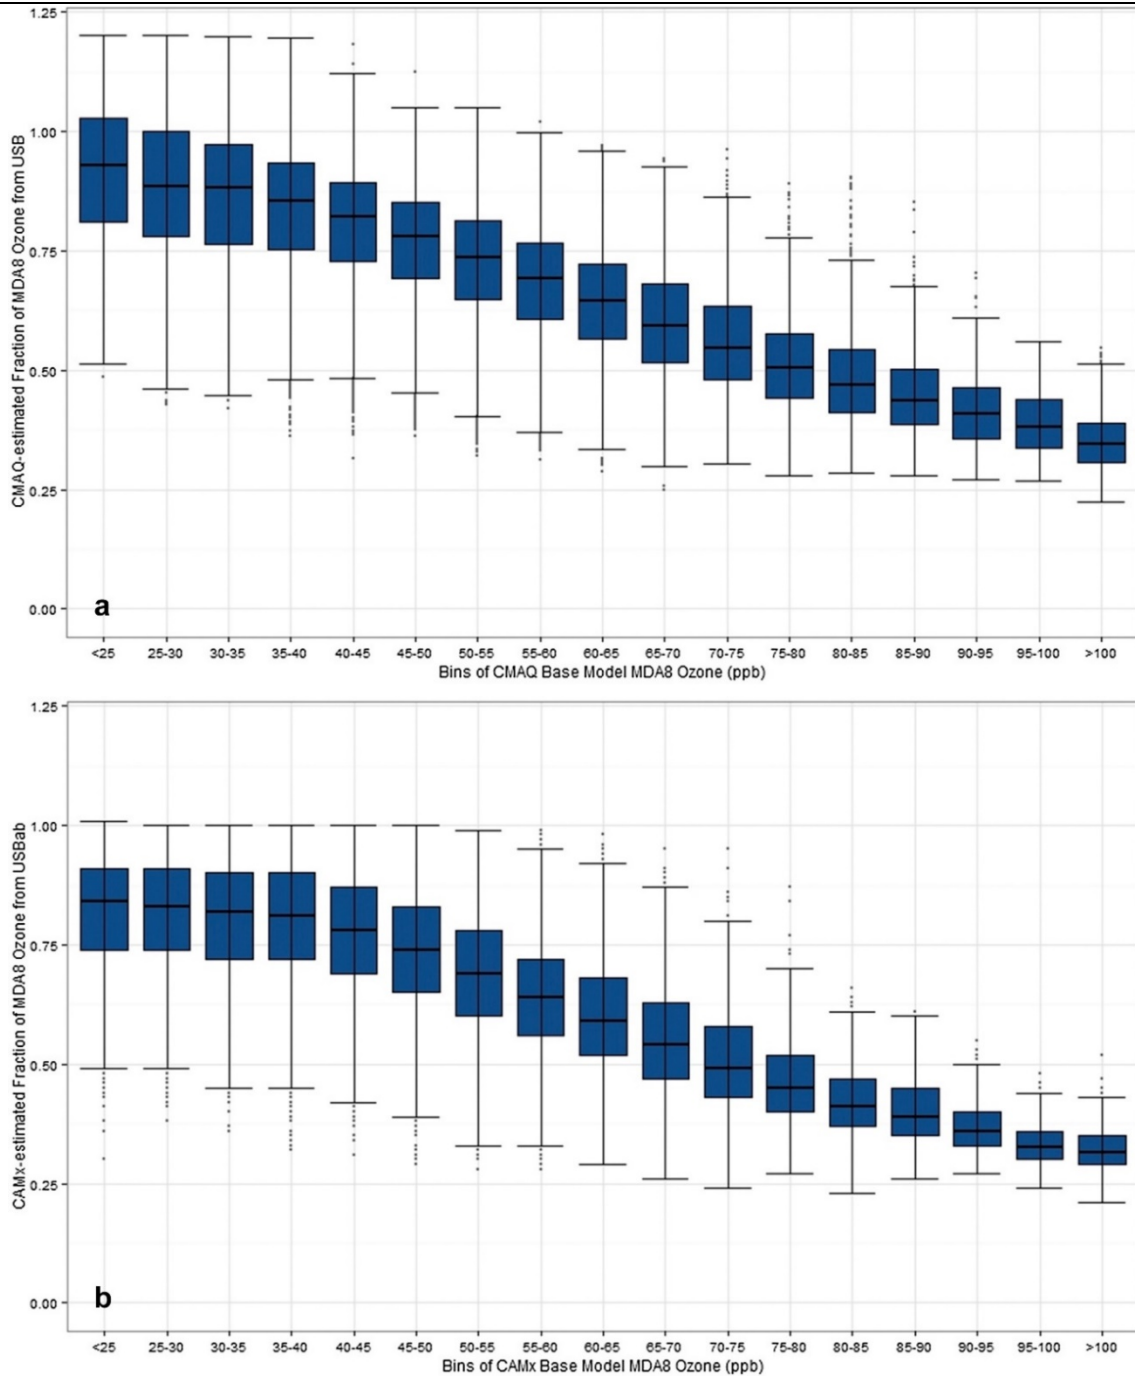 1.25
1.00
0.75
0.50
0.25
0.00
CMAQ-estimated Fraction of MDA8 Ozone from USB
a
<25 25-30 30-35 35-40 40-45 45-50 50-55 55-60 60-65 65-70 70-75 75-80 80-85 85-90 90-95 95-100 >100
Bins of CMAQ Base Model MDA8 Ozone (ppb)
1.25
1.00
0.75
0.50
0.25
0.00
CAMx-estimated Fraction of MDA8 Ozone from USBab
b
<25 25-30 30-35 35-40 40-45 45-50 50-55 55-60 60-65 65-70 70-75 75-80 80-85 85-90 90-95 95-100 >100
Bins of CAMx Base Model MDA8 Ozone (ppb)